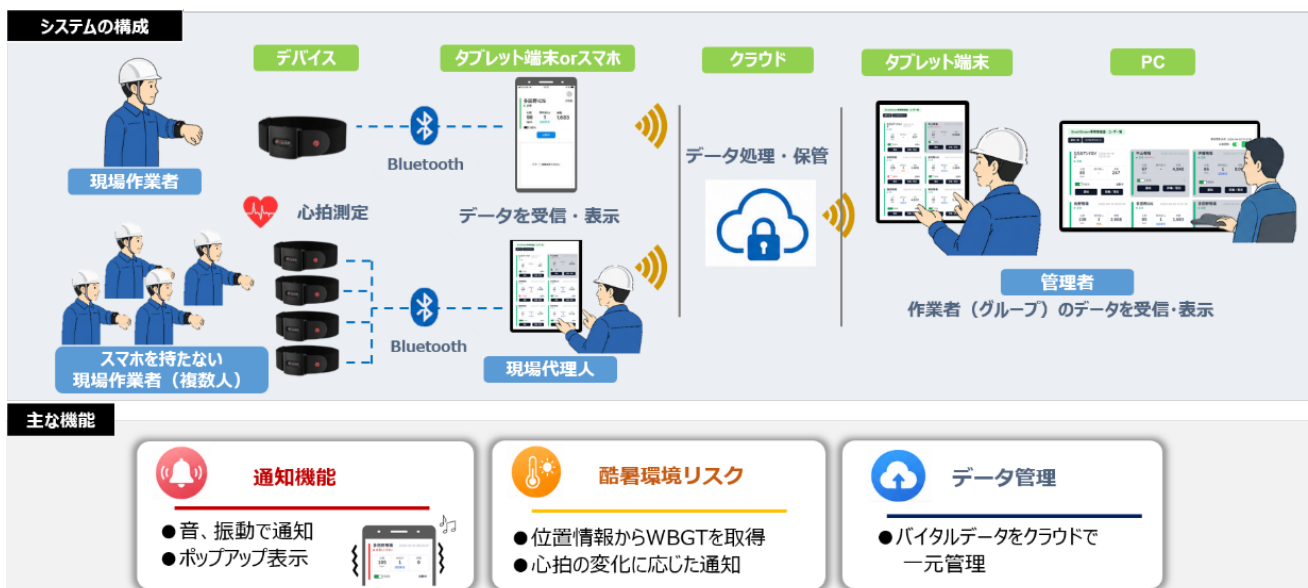 システムの構成
デバイス
タブレット端末orスマホ
クラウド
タブレット端末
PC
Bluetooth
データ処理・保管
現場作業者
心拍測定
データを受信・表示
管理者
作業者（グループ）のデータを受信・表示
Bluetooth
スマホを持たない
現場作業者（複数人）
現場代理人
主な機能
通知機能
●音、振動で通知
●ポップアップ表示
酷暑環境リスク
●位置情報からWBGTを取得
●心拍の変化に応じた通知
データ管理
●バイタルデータをクラウドで
一元管理